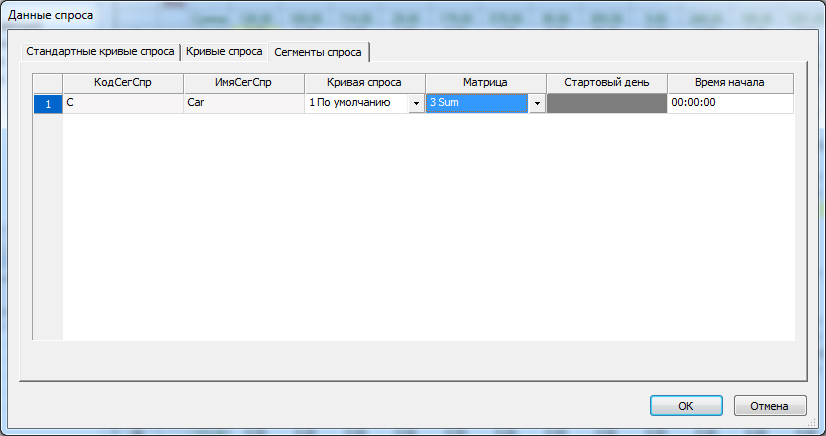 Данные спроса
Стандартные кривые спроса Кривые спроса Сегменты спроса
КодСегСпр ИмяСегСпр Кривая спроса Матрица Стартовый день Время начала
1 C Car 1 По умолчанию 3 Sum 00:00:00
OK Отмена